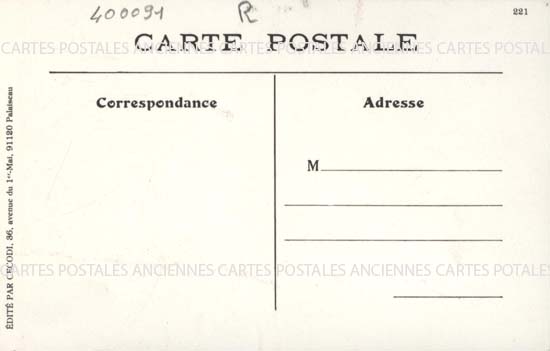 400091 R
221
CARTES POSTALES ANCIENNES CARTES POSTALES ANCIENNES CARTES POSTALES
CARTE POSTALE
Correspondance
Adresse
M
CARTES POSTALES ANCIENNES CARTES POSTALES ANCIENNES CARTES POTALES
ÉDITÉ PAR CECODI, 36, avenue du 1er-Mai, 91120 Palaiseau